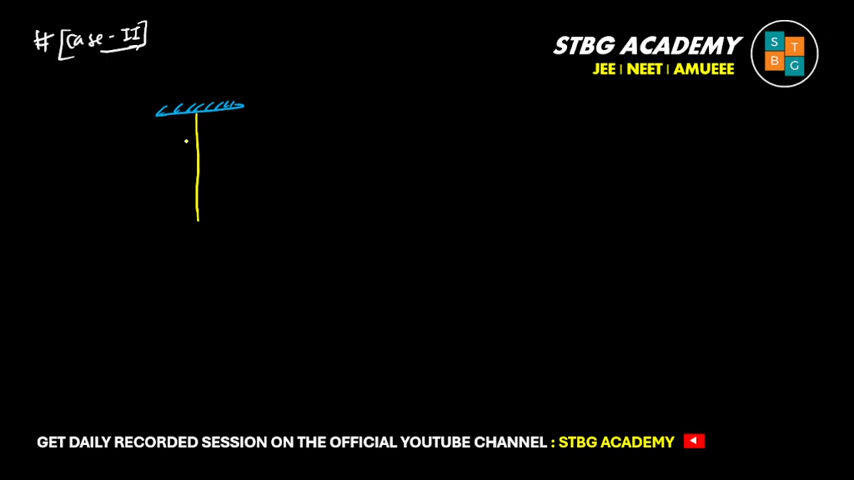 # [Case-II]
STBG ACADEMY
JEE | NEET | AMUEEE
S T
B G
GET DAILY RECORDED SESSION ON THE OFFICIAL YOUTUBE CHANNEL : STBG ACADEMY